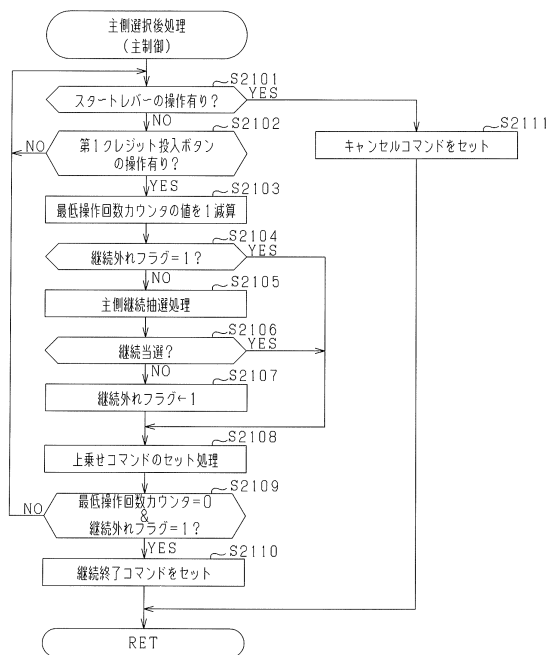 主側選択後処理
(主制御)
S2101
スタートレバーの操作有り?
YES
NO
S2102
第1クレジット投入ボタン
の操作有り?
NO
YES
S2111
キャンセルコマンドをセット
S2103
最低操作回数カウンタの値を1減算
S2104
継続外れフラグ=1?
YES
NO
S2105
主側継続抽選処理
S2106
継続当選?
YES
NO
S2107
継続外れフラグ←1
S2108
上乗せコマンドのセット処理
S2109
最低操作回数カウンタ=0
&
継続外れフラグ=1?
NO
YES
S2110
継続終了コマンドをセット
RET